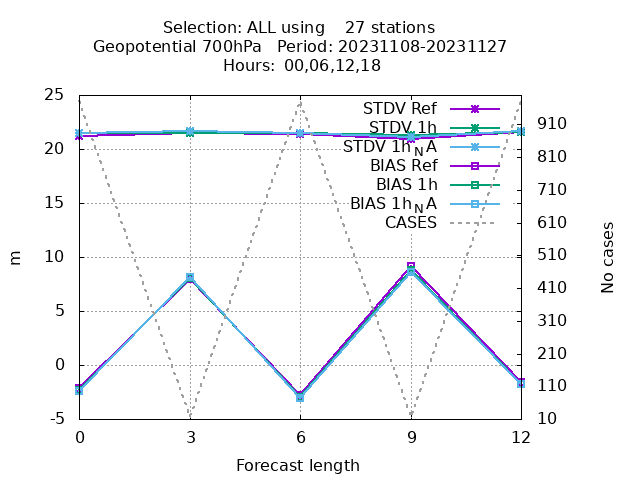 Selection: ALL using    27 stations
Geopotential 700hPa   Period: 20231108-20231127
Hours: 00,06,12,18
STDV Ref
STDV 1h
STDV 1h_NA
BIAS Ref
BIAS 1h
BIAS 1h_NA
CASES
25
20
15
10
5
0
-5
m
910
810
710
610
510
410
310
210
110
10
No cases
0 3 6 9 12
Forecast length